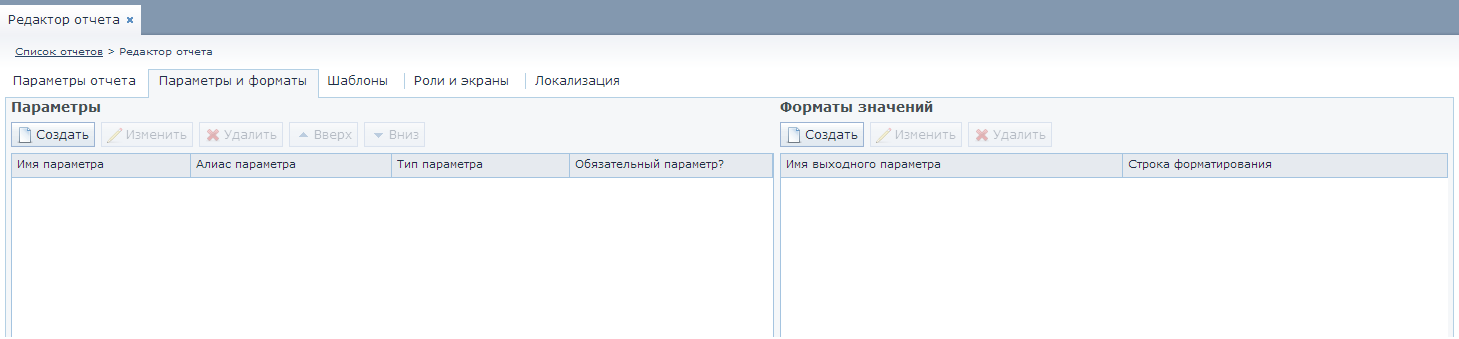 Редактор отчета ×
Список отчетов > Редактор отчета
Параметры отчета Параметры и форматы Шаблоны Роли и экраны Локализация
Параметры Форматы значений
Создать Изменить Удалить Вверх Вниз Создать Изменить Удалить
Имя параметра Алиас параметра Тип параметра Обязательный параметр? Имя выходного параметра Строка форматирования